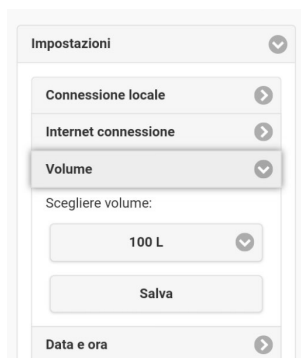 Impostazioni
Connessione locale
Internet connessione
Volume
Scegliere volume:
100 L
Salva
Data e ora